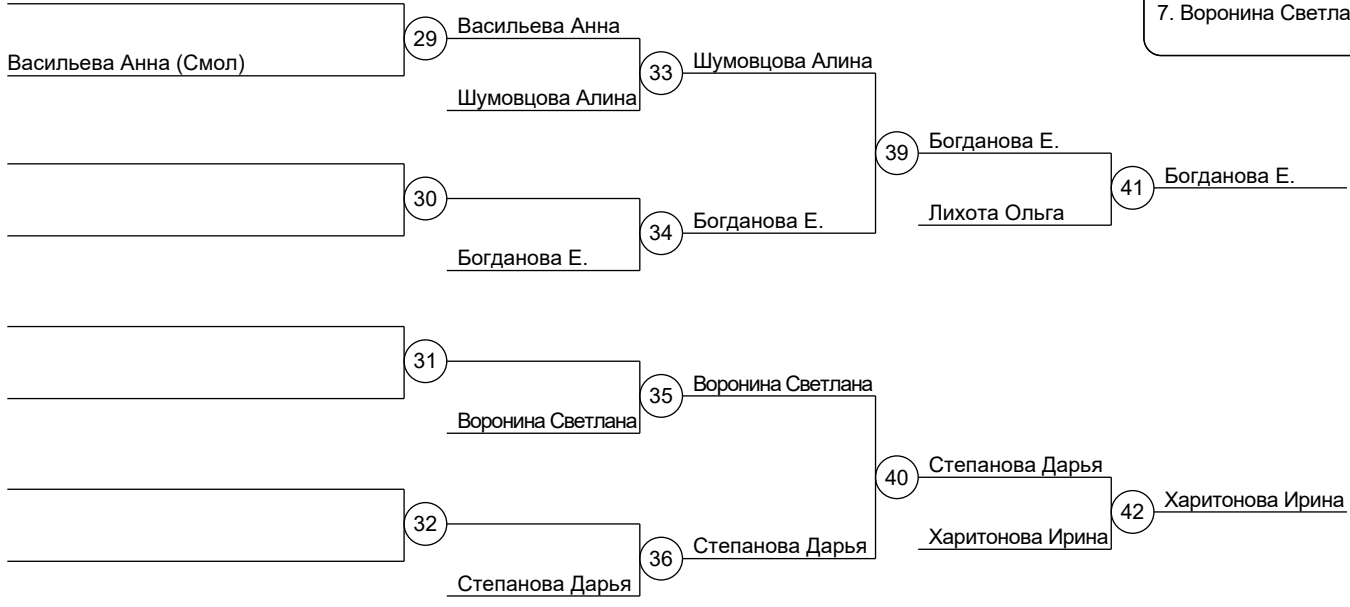 7. Воронина Светла
29
Васильева Анна
Васильева Анна (Смол)
33
Шумовцова Алина
Шумовцова Алина
39
Богданова Е.
41
Богданова Е.
30
Лихота Ольга
34
Богданова Е.
Богданова Е.
31
35
Воронина Светлана
Воронина Светлана
40
Степанова Дарья
42
Харитонова Ирина
32
Харитонова Ирина
36
Степанова Дарья
Степанова Дарья